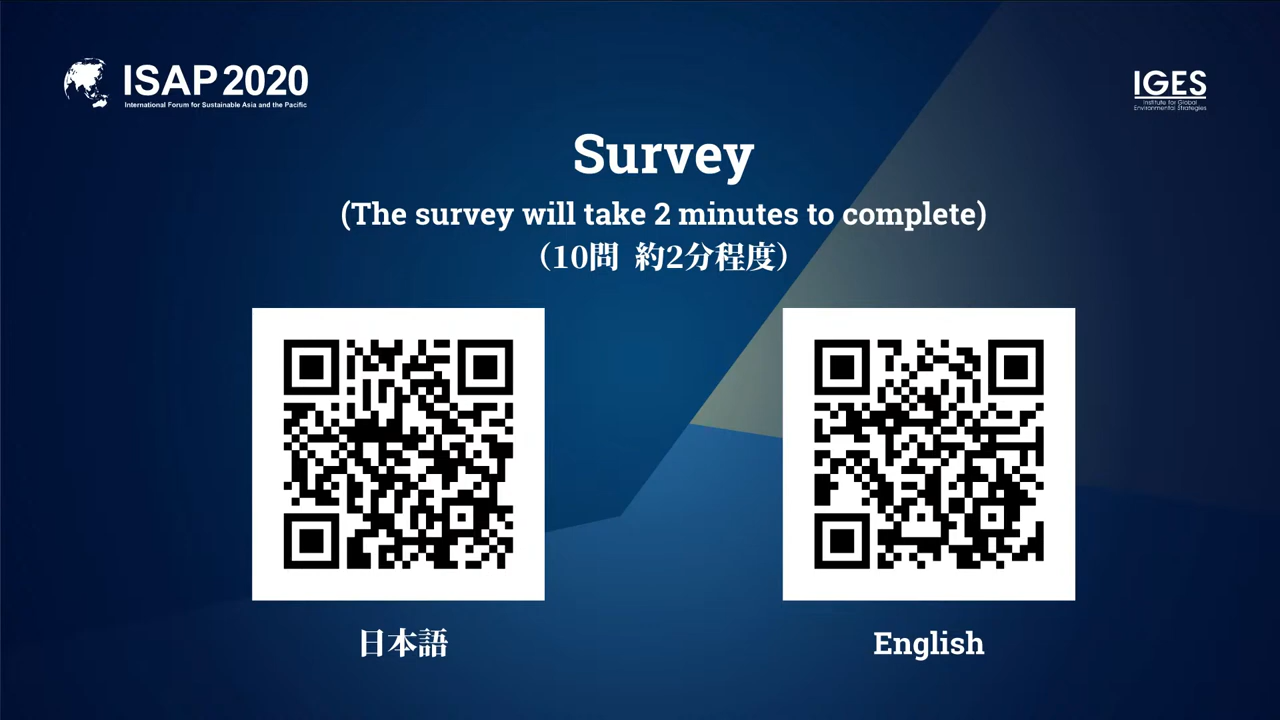 ISAP 2020
International Forum for Sustainable Asia and the Pacific
IGES
Institute for Global
Environmental Strategies
Survey
(The survey will take 2 minutes to complete)
（10問 約2分程度）
日本語
English